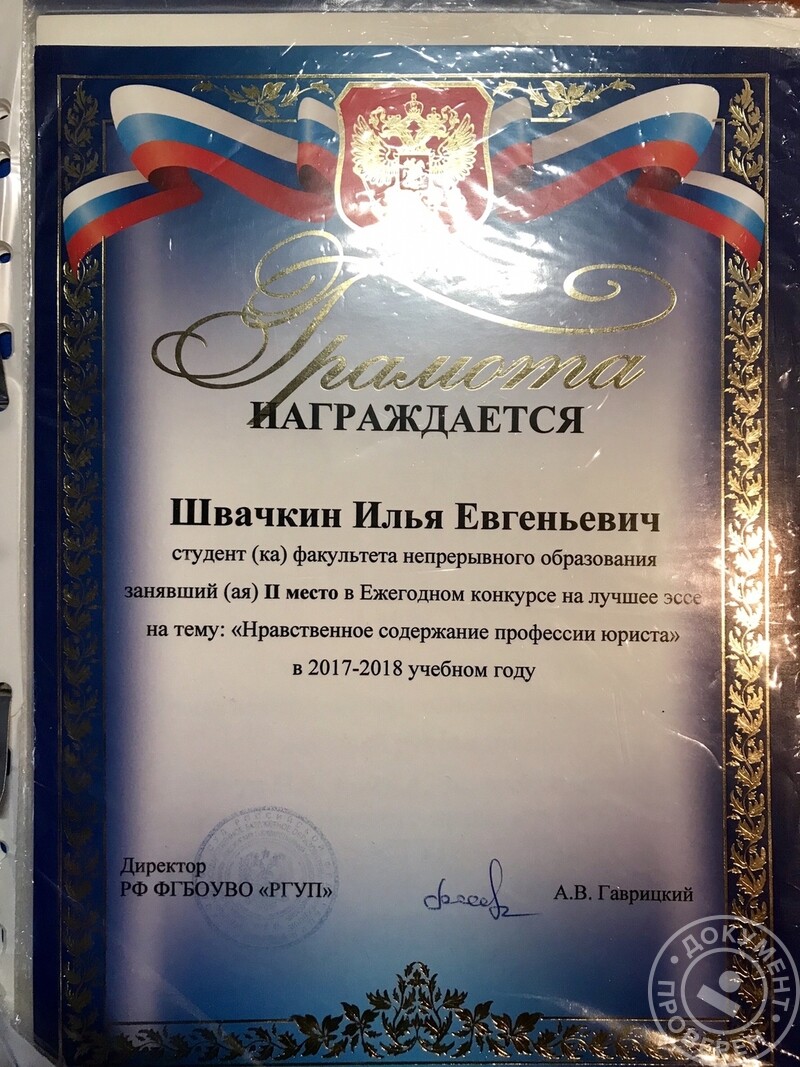 Грамота
НАГРАЖДАЕТСЯ
Швачкин Илья Евгеньевич
студент (ка) факультета непрерывного образования
занявший (ая) II место в Ежегодном конкурсе на лучшее эссе
на тему: «Нравственное содержание профессии юриста»
в 2017-2018 учебном году
Директор
РФ ФГБОУВО «РГУП»
А.В. Гаврицкий
ДОКУМЕНТ
ПРОВЕРЕН